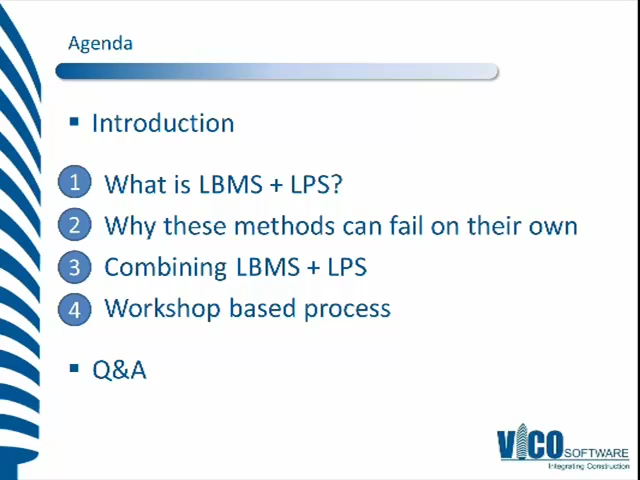 Agenda
Introduction
1 What is LBMS + LPS?
2 Why these methods can fail on their own
3 Combining LBMS + LPS
4 Workshop based process
Q&A
VICO SOFTWARE
Integrating Construction